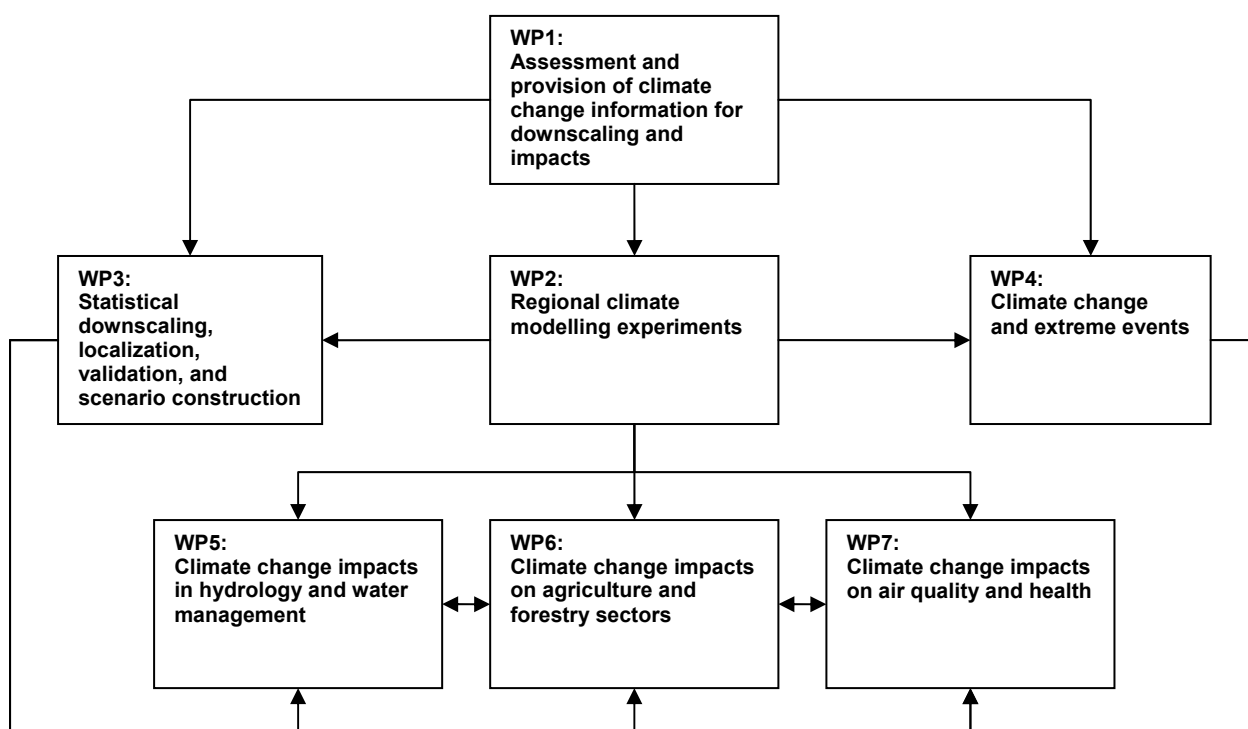 WP1:
Assessment and
provision of climate
change information for
downscaling and
impacts
WP3:
Statistical
downscaling,
localization,
validation, and
scenario construction
WP2:
Regional climate
modelling experiments
WP4:
Climate change
and extreme events
WP5:
Climate change impacts
in hydrology and water
management
WP6:
Climate change impacts
on agriculture and
forestry sectors
WP7:
Climate change impacts
on air quality and health